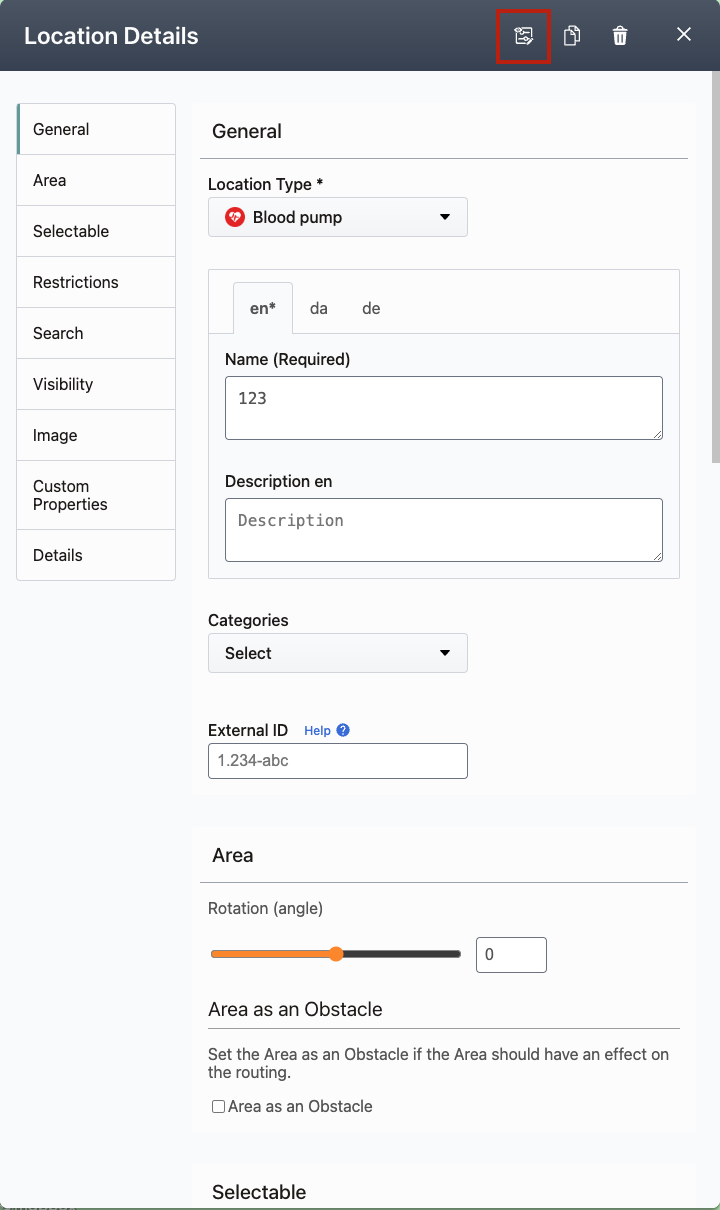 Location Details
General
Area
Selectable
Restrictions
Search
Visibility
Image
Custom
Properties
Details
General
Location Type *
Blood pump
en*
da
de
Name (Required)
123
Description en
Description
Categories
Select
External ID
Help ?
1.234-abc
Area
Rotation (angle)
0
Area as an Obstacle
Set the Area as an Obstacle if the Area should have an effect on
the routing.
Area as an Obstacle
Selectable